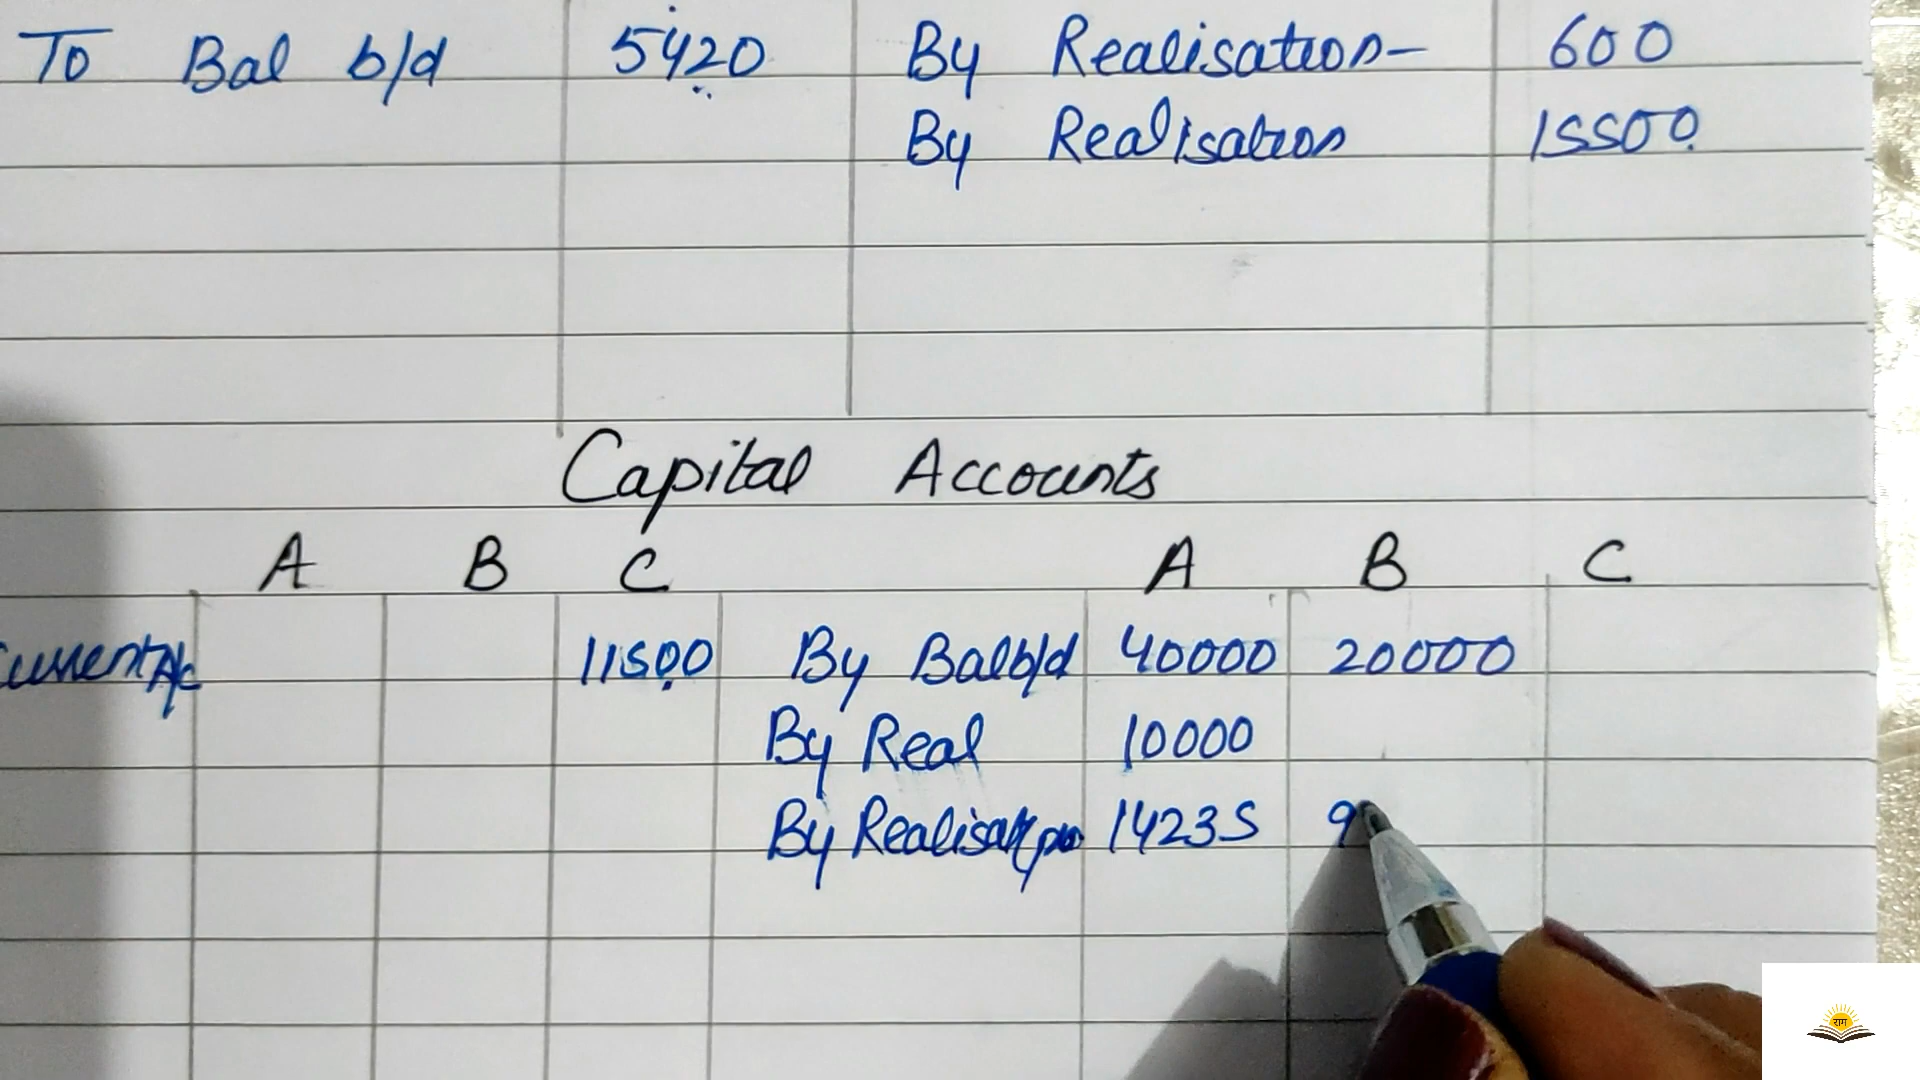 To Bal b/d 5420 By Realisation- 600
By Realisation 15500
Capital Accounts
A B C A B C
Current A/c 11500 By Bal b/d 40000 20000
By Real 10000
By Realisation 14235 9
राम